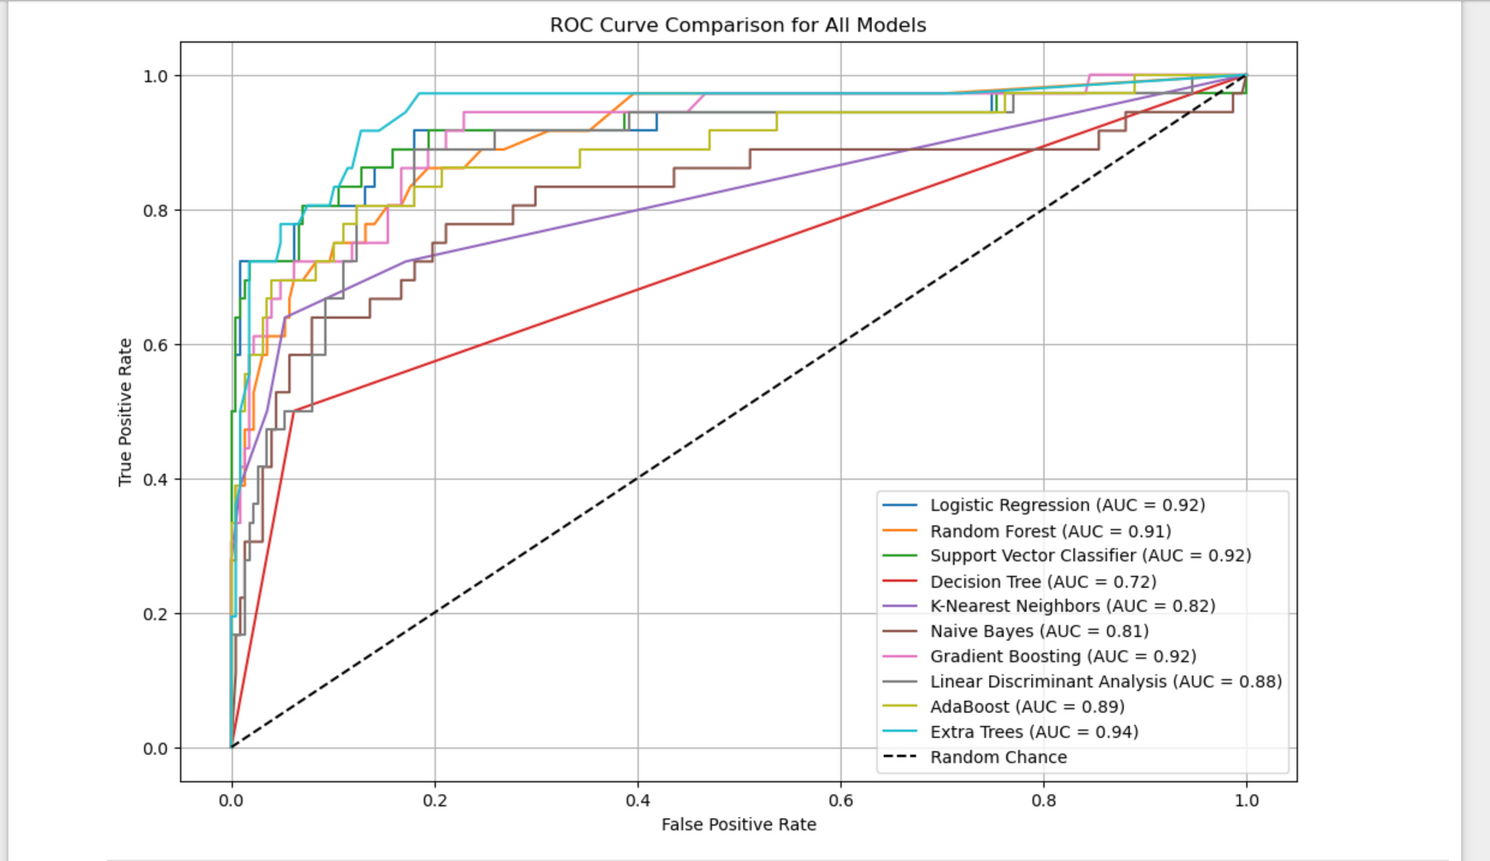 ROC Curve Comparison for All Models
1.0
0.8
0.6
0.4
0.2
0.0
True Positive Rate
0.0 0.2 0.4 0.6 0.8 1.0
False Positive Rate
Logistic Regression (AUC = 0.92)
Random Forest (AUC = 0.91)
Support Vector Classifier (AUC = 0.92)
Decision Tree (AUC = 0.72)
K-Nearest Neighbors (AUC = 0.82)
Naive Bayes (AUC = 0.81)
Gradient Boosting (AUC = 0.92)
Linear Discriminant Analysis (AUC = 0.88)
AdaBoost (AUC = 0.89)
Extra Trees (AUC = 0.94)
Random Chance